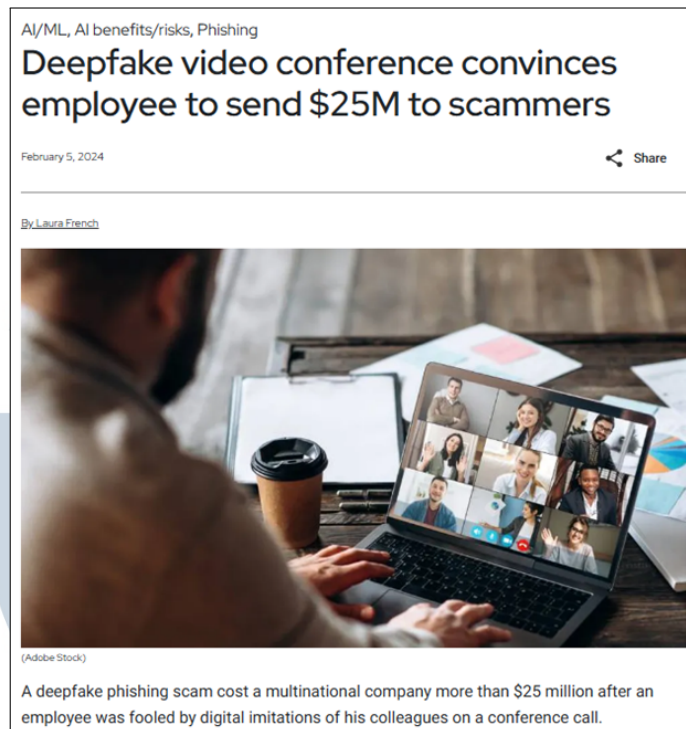 AI/ML, AI benefits/risks, Phishing
Deepfake video conference convinces
employee to send $25M to scammers
February 5, 2024
Share
By Laura French
(Adobe Stock)
A deepfake phishing scam cost a multinational company more than $25 million after an
employee was fooled by digital imitations of his colleagues on a conference call.